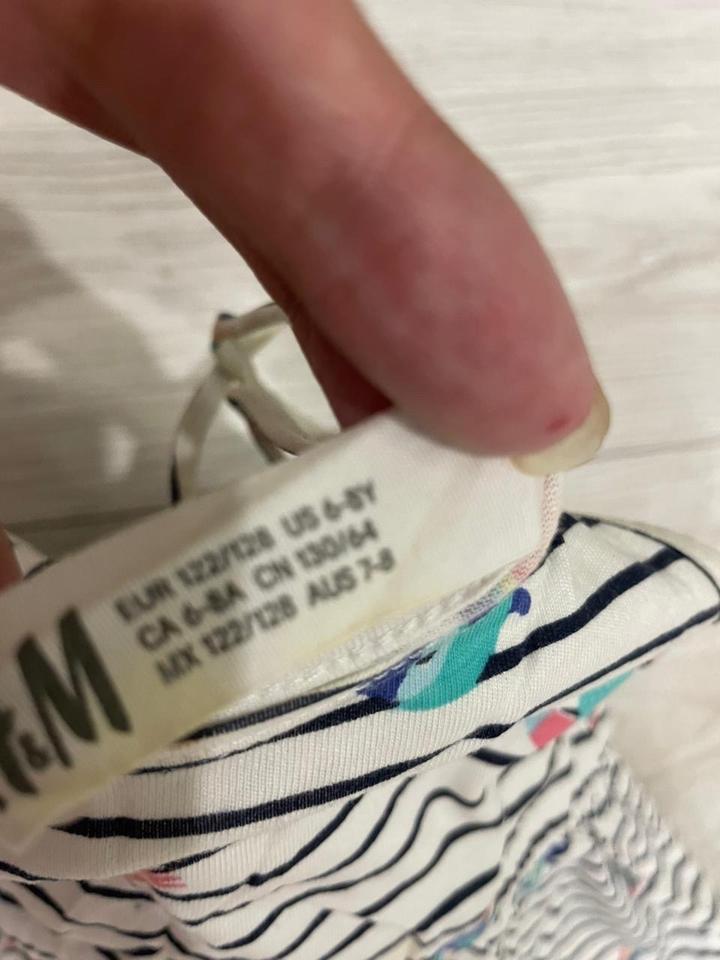 H&M
EUR 122/128 US 6-8Y
CA 6-8A CN 130/64
MX 122/128 AUS 7-8